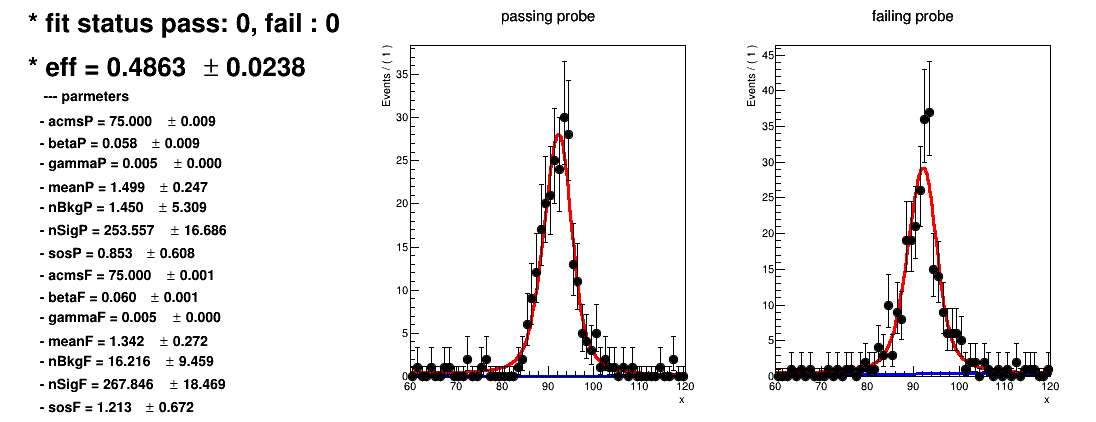 * fit status pass: 0, fail : 0
* eff = 0.4863 ± 0.0238
--- parmeters
- acmsP = 75.000 ± 0.009
- betaP = 0.058 ± 0.009
- gammaP = 0.005 ± 0.000
- meanP = 1.499 ± 0.247
- nBkgP = 1.450 ± 5.309
- nSigP = 253.557 ± 16.686
- sosP = 0.853 ± 0.608
- acmsF = 75.000 ± 0.001
- betaF = 0.060 ± 0.001
- gammaF = 0.005 ± 0.000
- meanF = 1.342 ± 0.272
- nBkgF = 16.216 ± 9.459
- nSigF = 267.846 ± 18.469
- sosF = 1.213 ± 0.672
passing probe
Events / ( 1 )
35
30
25
20
15
10
5
0
60 70 80 90 100 110 120
x
failing probe
Events / ( 1 )
45
40
35
30
25
20
15
10
5
0
60 70 80 90 100 110 120
x